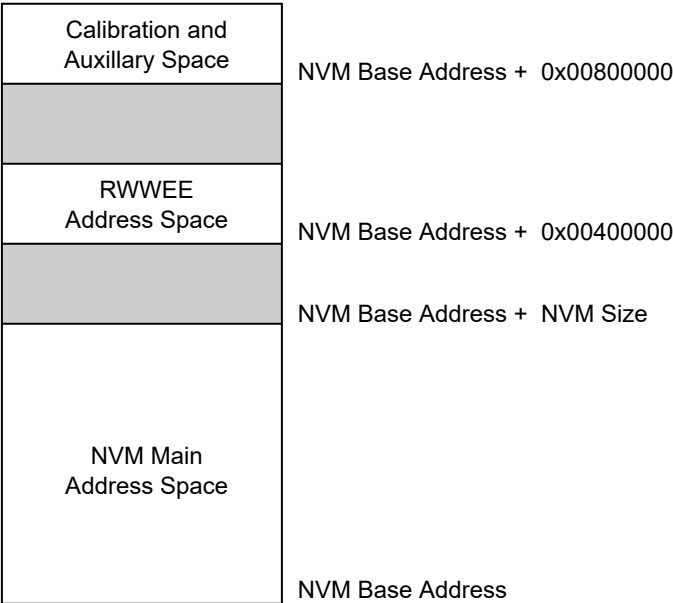 Calibration and
Auxillary Space
NVM Base Address + 0x00800000
RWWEE
Address Space
NVM Base Address + 0x00400000
NVM Base Address + NVM Size
NVM Main
Address Space
NVM Base Address